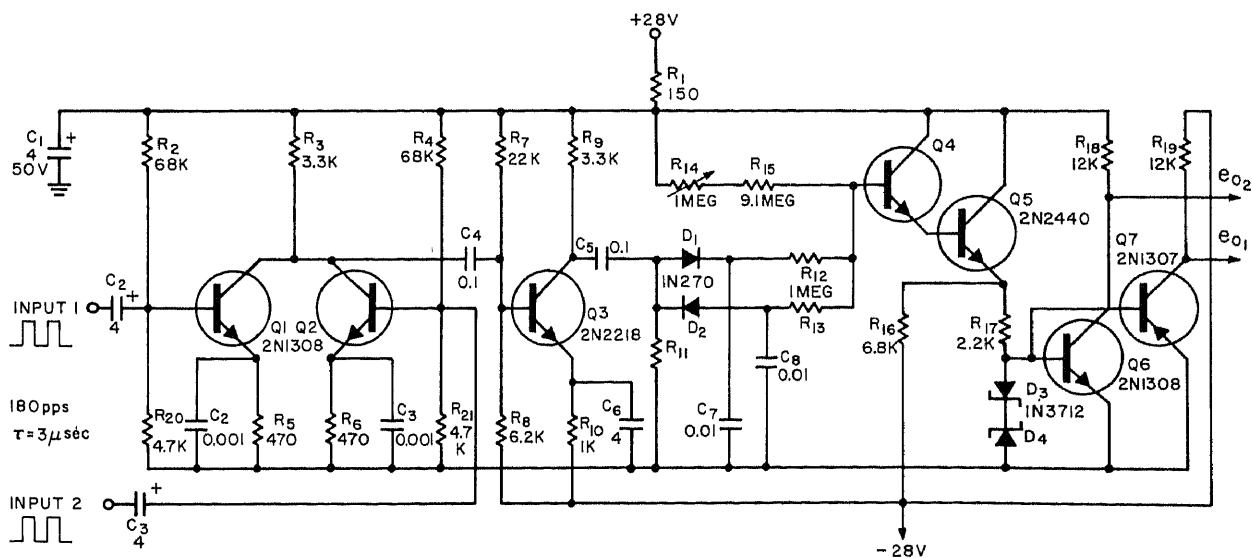 +28V
R1
150
C1
4
50V
+
R2
68K
R3
3.3K
R4
68K
R7
22K
R9
3.3K
R14
1MEG
R15
9.1MEG
Q4
Q5
2N2440
R18
12K
R19
12K
eo2
eo1
Q7
2N1307
C4
0.1
C5
0.1
D1
1N270
D2
R12
1MEG
R13
INPUT 1
C2
+
4
Q1 Q2
2N1308
Q3
2N2218
R11
C8
0.01
R16
6.8K
R17
2.2K
Q6
2N1308
D3
1N3712
D4
180pps
τ=3μséc
R20
4.7K
C2
0.001
R5
470
R6
470
C3
0.001
R21
4.7
K
R8
6.2K
R10
1K
C6
4
C7
0.01
INPUT 2
C3
+
4
-28V